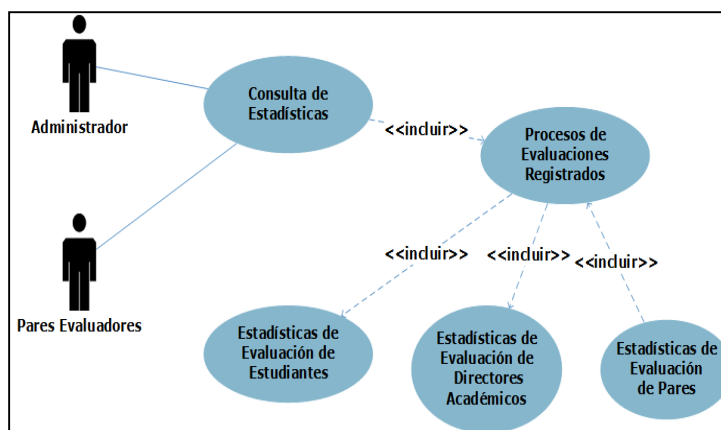 Administrador
Consulta de
Estadísticas
<<incluir>>
Procesos de
Evaluaciones
Registrados
Pares Evaluadores
<<incluir>>
<<incluir>>
<<incluir>>
Estadísticas de
Evaluación de
Estudiantes
Estadísticas de
Evaluación de
Directores
Académicos
Estadísticas de
Evaluación
de Pares